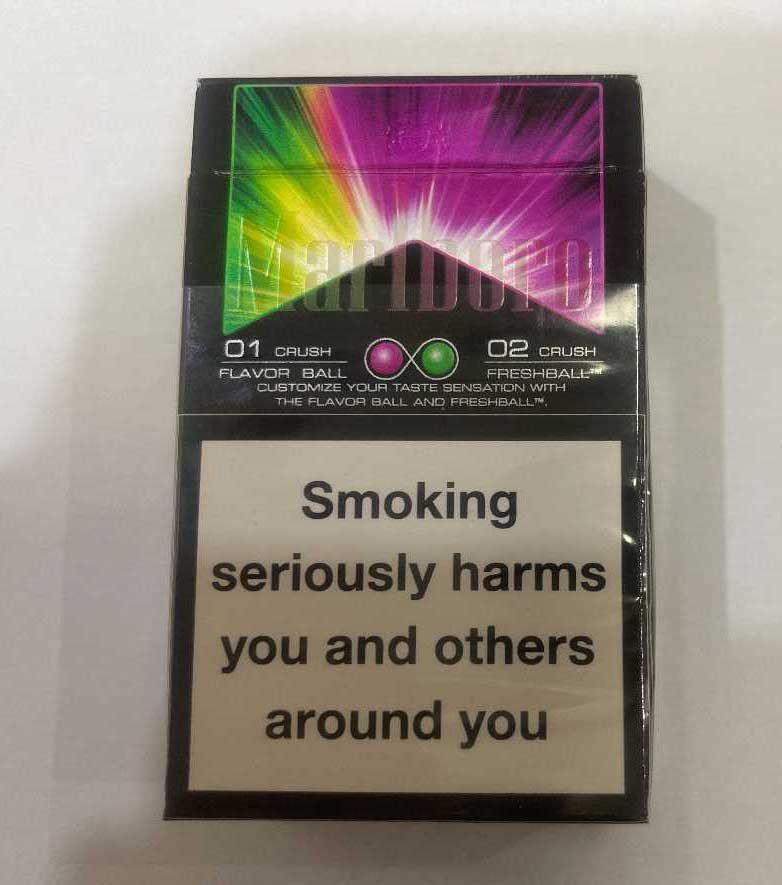 Marlboro
01 CRUSH
FLAVOR BALL
02 CRUSH
FRESHBALL™
CUSTOMIZE YOUR TASTE SENSATION WITH
THE FLAVOR BALL AND FRESHBALL™.
Smoking
seriously harms
you and others
around you